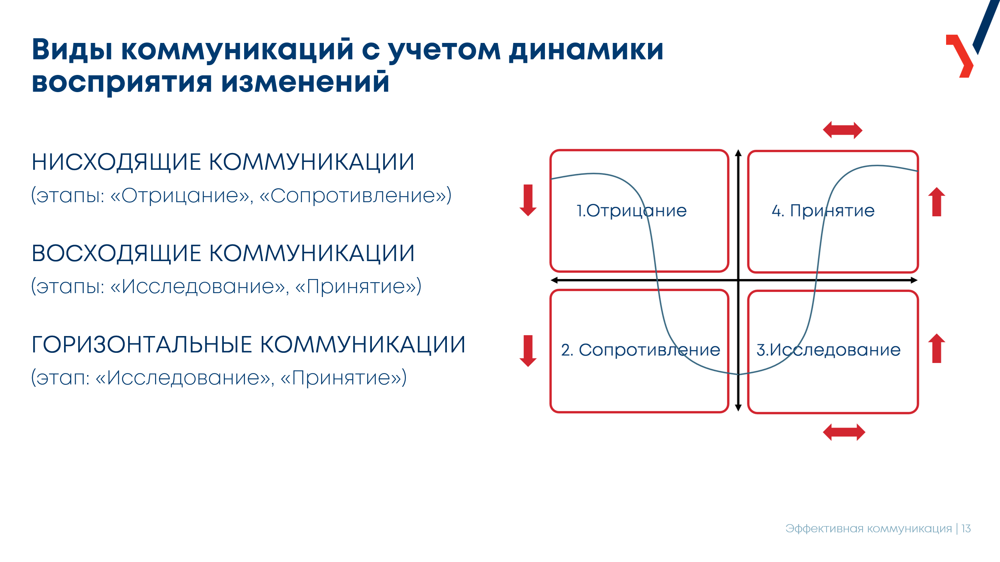 Виды коммуникаций с учетом динамики
восприятия изменений
НИСХОДЯЩИЕ КОММУНИКАЦИИ
(этапы: «Отрицание», «Сопротивление»)
ВОСХОДЯЩИЕ КОММУНИКАЦИИ
(этапы: «Исследование», «Принятие»)
ГОРИЗОНТАЛЬНЫЕ КОММУНИКАЦИИ
(этап: «Исследование», «Принятие»)
1.Отрицание
4. Принятие
2. Сопротивление
3.Исследование
Эффективная коммуникация | 13